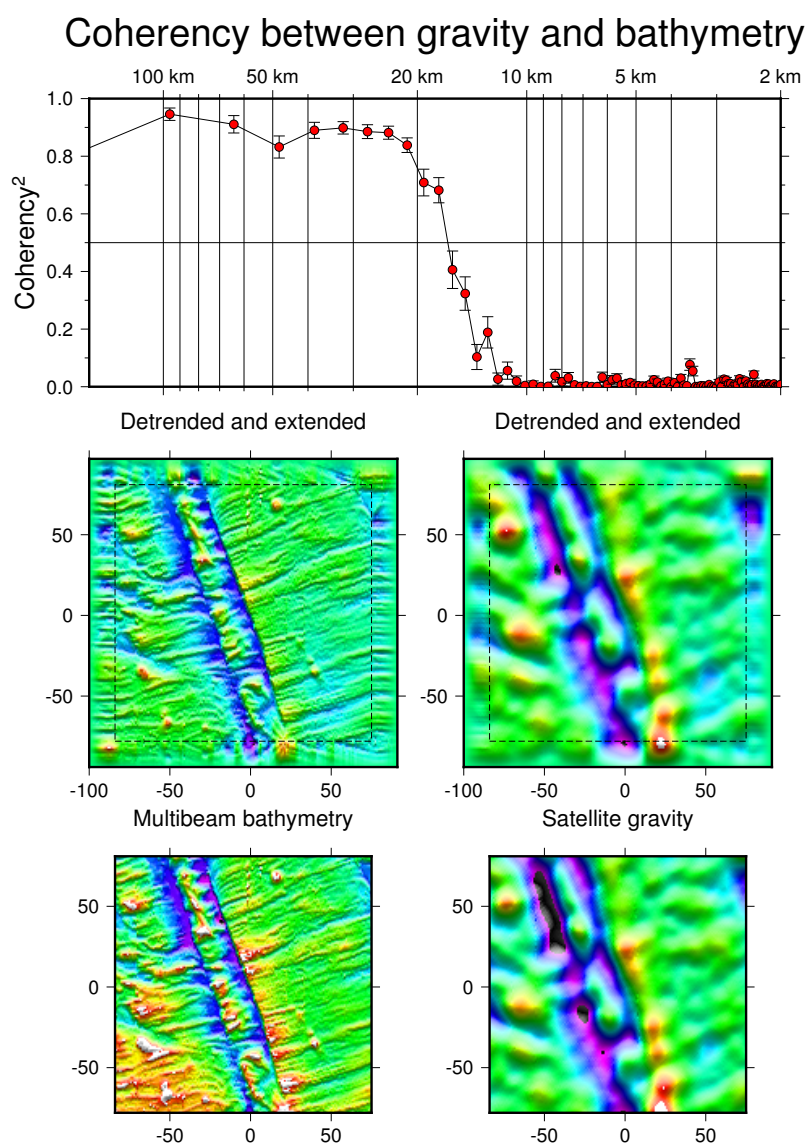 Coherency between gravity and bathymetry
100 km 50 km 20 km 10 km 5 km 2 km
1.0
0.8
0.6
0.4
0.2
0.0
Coherency2
Detrended and extended Detrended and extended
50 50
0 0
-50 -50
-100 -50 0 50 -100 -50 0 50
Multibeam bathymetry Satellite gravity
50 50
0 0
-50 -50
-50 0 50 -50 0 50